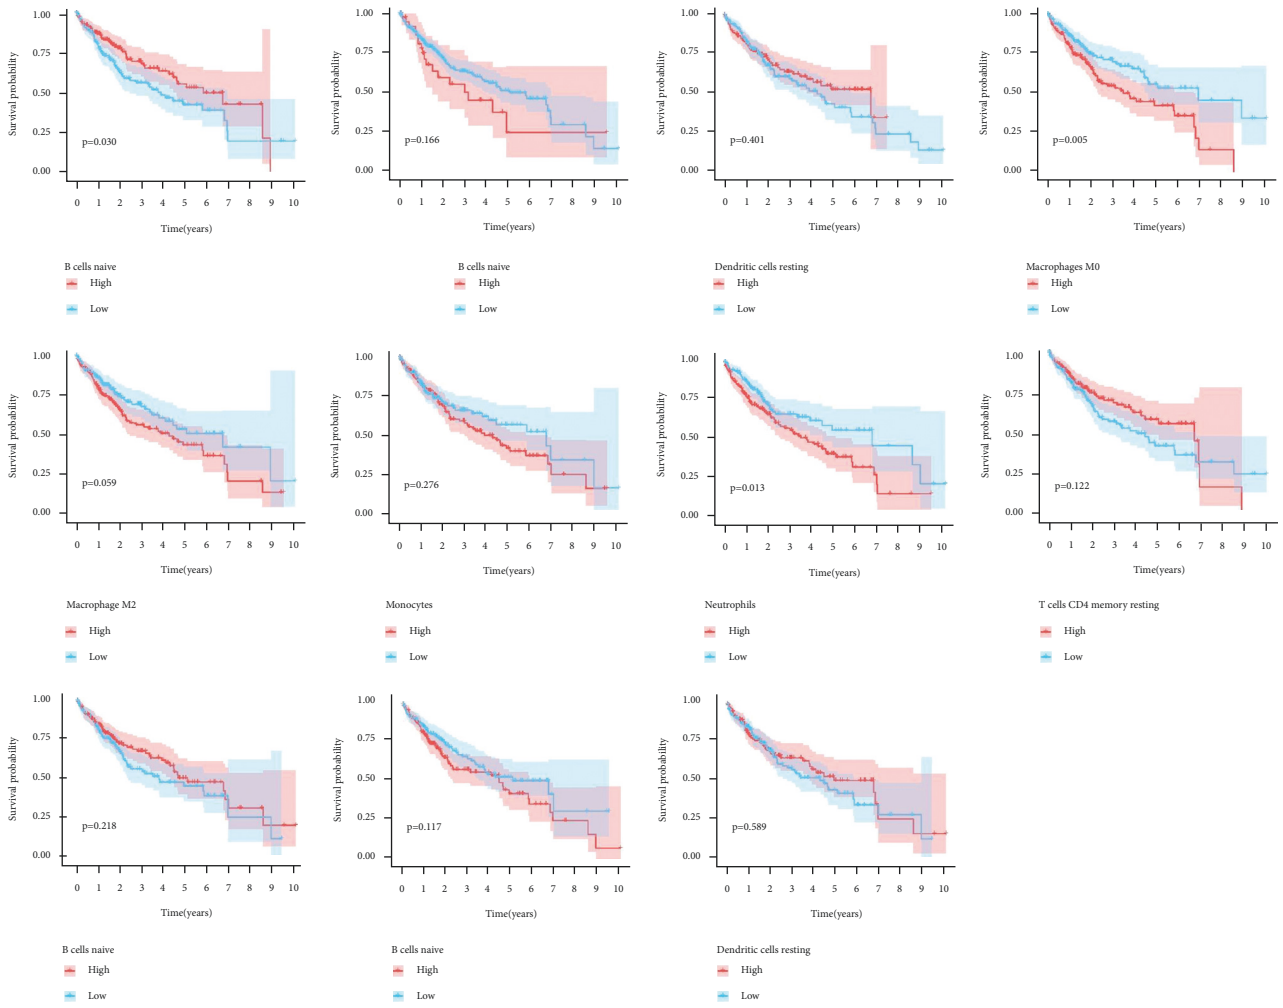 Survival probability
1.00
0.75
0.50
0.25
0.00
p=0.030
0 1 2 3 4 5 6 7 8 9 10
Time(years)
B cells naive
High
Low
Survival probability
1.00
0.75
0.50
0.25
0.00
p=0.166
0 1 2 3 4 5 6 7 8 9 10
Time(years)
B cells naive
High
Low
Survival probability
1.00
0.75
0.50
0.25
0.00
p=0.401
0 1 2 3 4 5 6 7 8 9 10
Time(years)
Dendritic cells resting
High
Low
Survival probability
1.00
0.75
0.50
0.25
0.00
p=0.005
0 1 2 3 4 5 6 7 8 9 10
Time(years)
Macrophages M0
High
Low
Survival probability
1.00
0.75
0.50
0.25
0.00
p=0.059
0 1 2 3 4 5 6 7 8 9 10
Time(years)
Macrophage M2
High
Low
Survival probability
1.00
0.75
0.50
0.25
0.00
p=0.276
0 1 2 3 4 5 6 7 8 9 10
Time(years)
Monocytes
High
Low
Survival probability
1.00
0.75
0.50
0.25
0.00
p=0.013
0 1 2 3 4 5 6 7 8 9 10
Time(years)
Neutrophils
High
Low
Survival probability
1.00
0.75
0.50
0.25
0.00
p=0.122
0 1 2 3 4 5 6 7 8 9 10
Time(years)
T cells CD4 memory resting
High
Low
Survival probability
1.00
0.75
0.50
0.25
0.00
p=0.218
0 1 2 3 4 5 6 7 8 9 10
Time(years)
B cells naive
High
Low
Survival probability
1.00
0.75
0.50
0.25
0.00
p=0.117
0 1 2 3 4 5 6 7 8 9 10
Time(years)
B cells naive
High
Low
Survival probability
1.00
0.75
0.50
0.25
0.00
p=0.589
0 1 2 3 4 5 6 7 8 9 10
Time(years)
Dendritic cells resting
High
Low